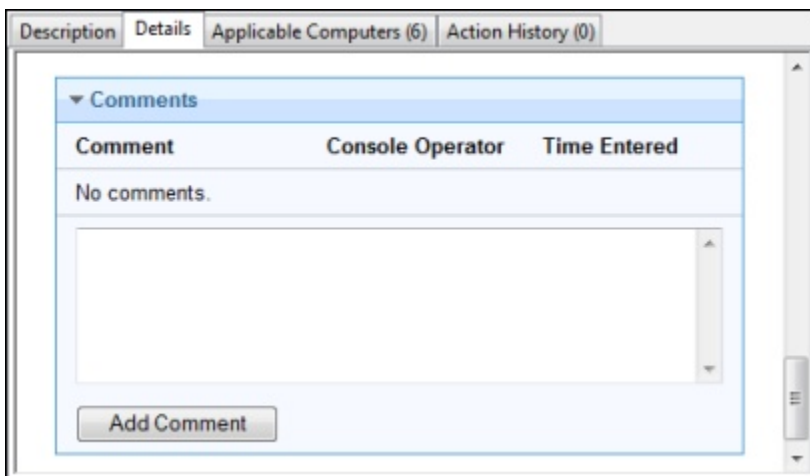 Description Details Applicable Computers (6) Action History (0)
Comments
Comment Console Operator Time Entered
No comments.
Add Comment